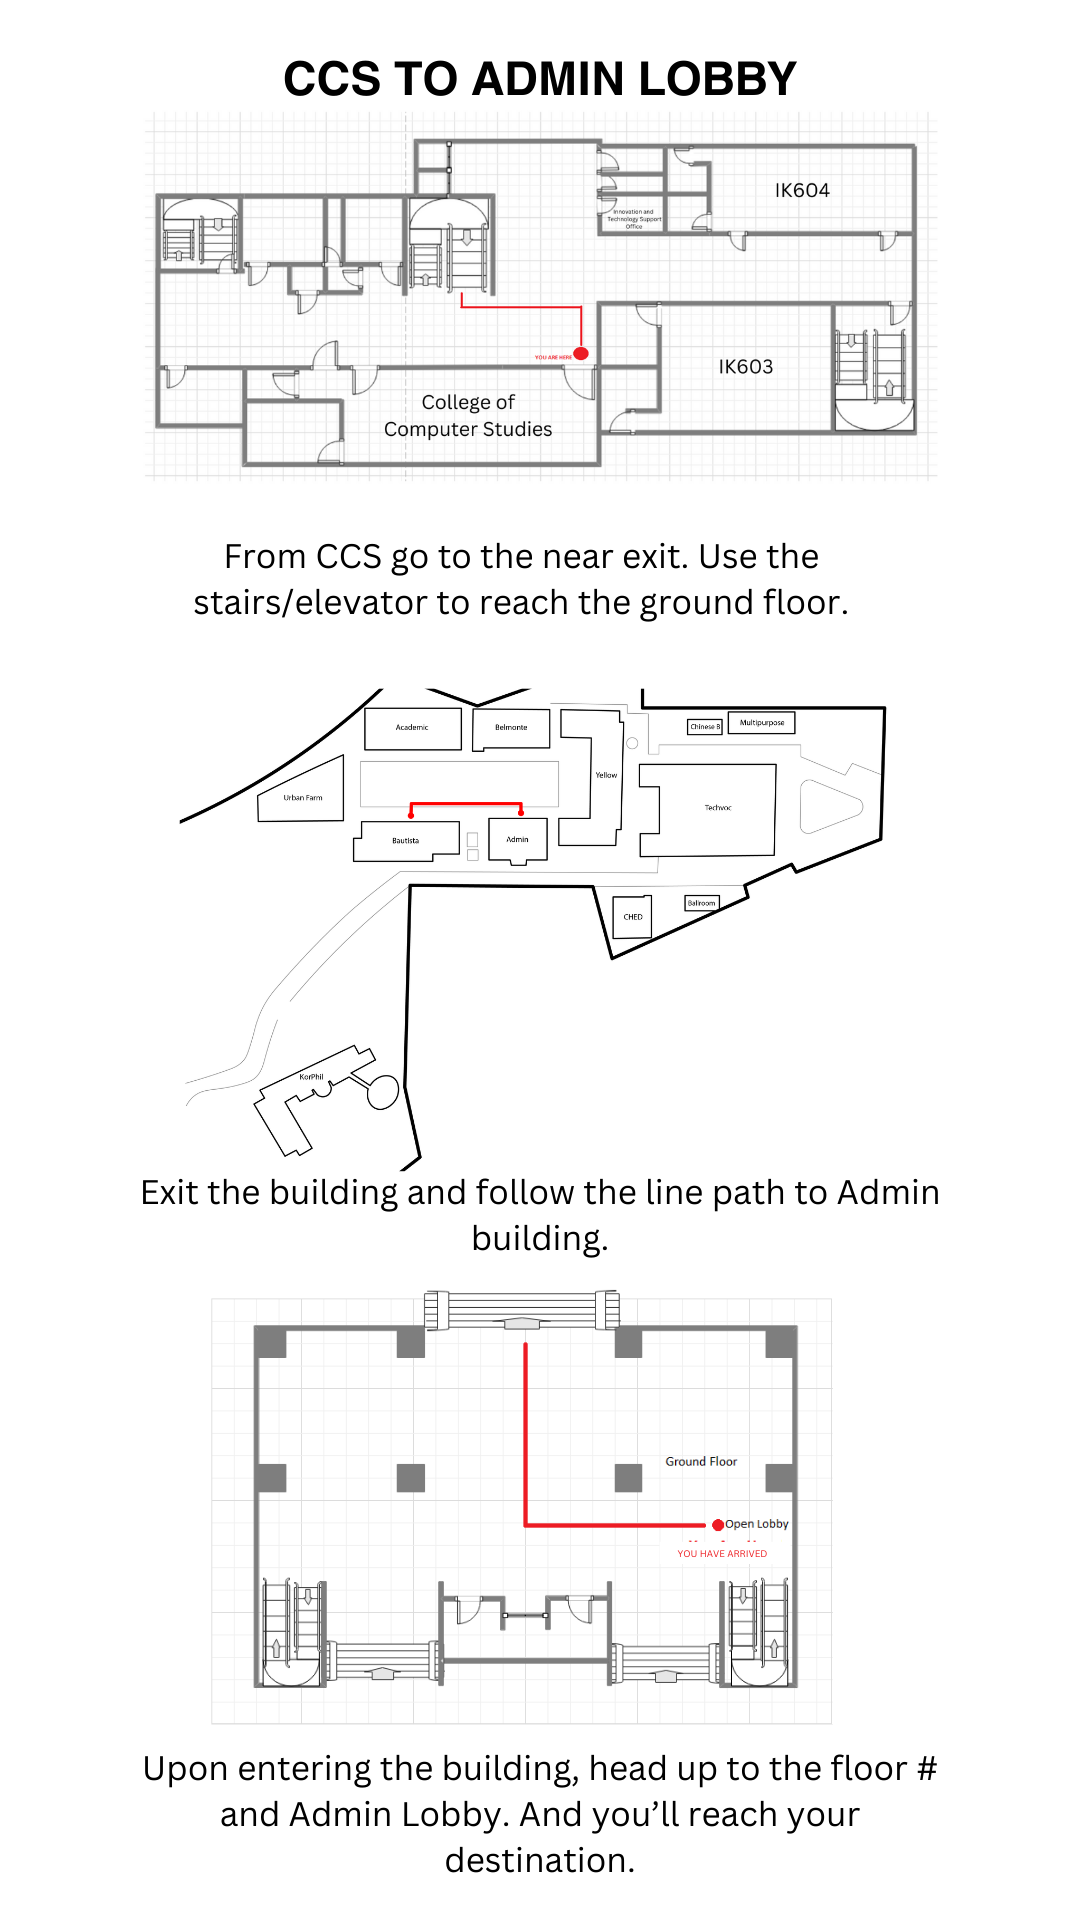 CCS TO ADMIN LOBBY
IK604
Innovation and
Technology Support
Office
YOU ARE HERE
IK603
College of
Computer Studies
From CCS go to the near exit. Use the
stairs/elevator to reach the ground floor.
Academic
Belmonte
Chinese B
Multipurpose
Yellow
Urban Farm
Techvoc
Bautista
Admin
CHED
Ballroom
KorPhil
Exit the building and follow the line path to Admin
building.
Ground Floor
Open Lobby
YOU HAVE ARRIVED
Upon entering the building, head up to the floor #
and Admin Lobby. And you’ll reach your
destination.